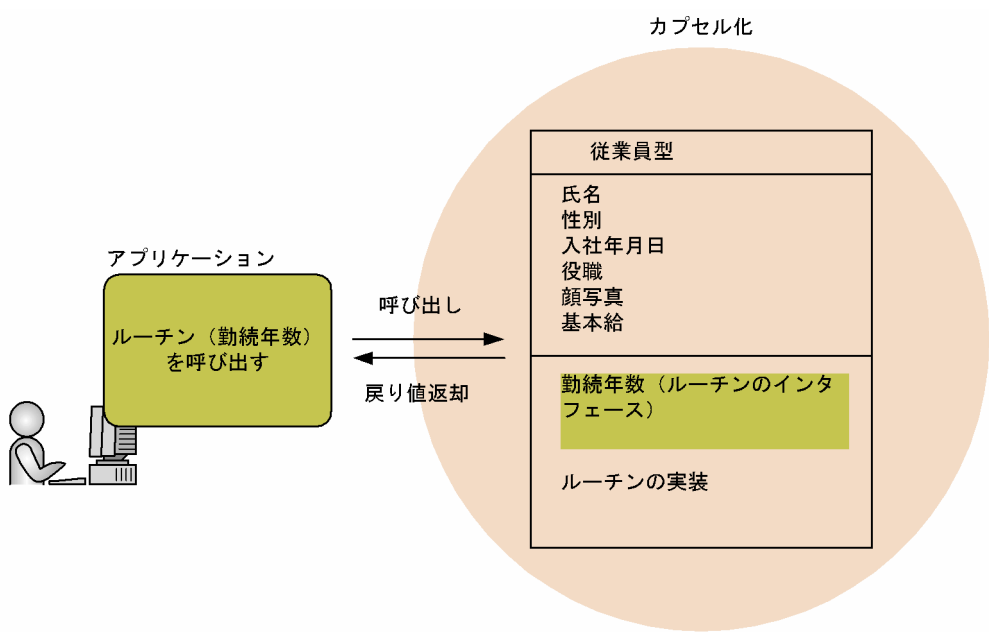 カプセル化
従業員型
氏名
性別
入社年月日
役職
顔写真
基本給
アプリケーション
ルーチン（勤続年数）
を呼び出す
呼び出し
戻り値返却
勤続年数（ルーチンのインタ
フェース）
ルーチンの実装